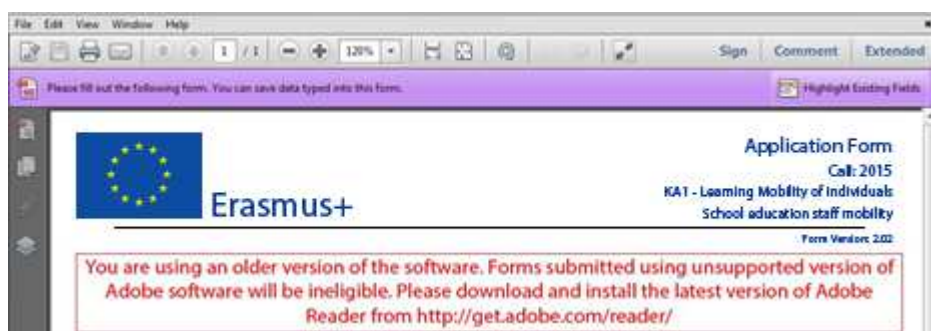 File Edit View Window Help
1 / 1 120% Sign Comment Extended
Please fill out the following form. You can save data typed into this form. Highlight Existing Fields
Application Form
Call: 2015
KA1 - Learning Mobility of Individuals
Erasmus+ School education staff mobility
Form Version: 2.02
You are using an older version of the software. Forms submitted using unsupported version of
Adobe software will be ineligible. Please download and install the latest version of Adobe
Reader from http://get.adobe.com/reader/